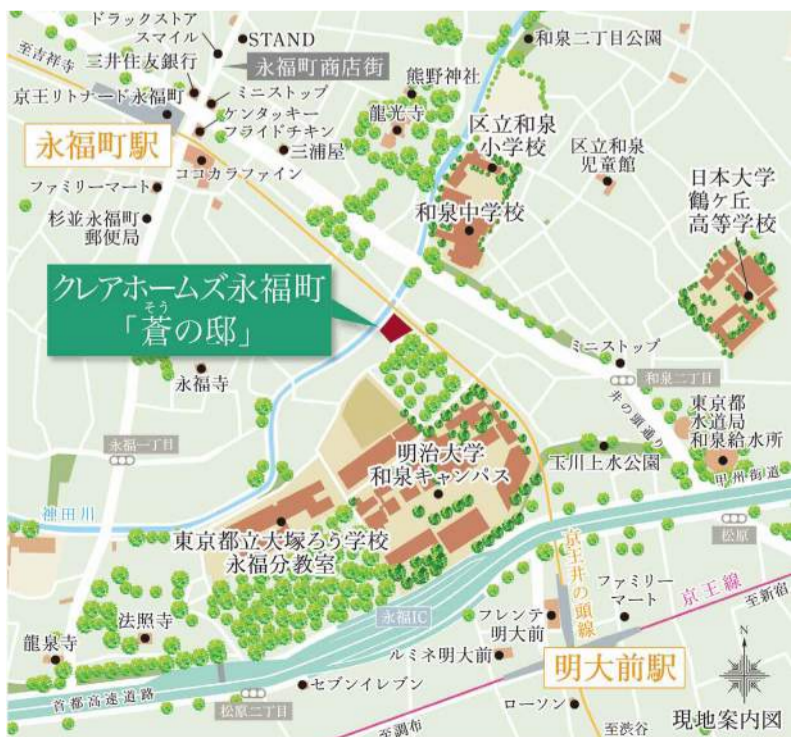 ドラックストア
スマイル
STAND
永福町商店街
至吉祥寺
三井住友銀行
京王リトナード永福町
ミニストップ
ケンタッキー
フライドチキン
永福町駅
ココカラファイン
三浦屋
熊野神社
龍光寺
和泉二丁目公園
区立和泉
小学校
区立和泉
児童館
和泉中学校
日本大学
鶴ケ丘
高等学校
ファミリーマート
杉並永福町
郵便局
クレアホームズ永福町
そう
「蒼の邸」
永福寺
永福一丁目
ミニストップ
和泉二丁目
井の頭通り
東京都
水道局
和泉給水所
明治大学
和泉キャンパス
玉川上水公園
甲州街道
松原
神田川
東京都立大塚ろう学校
永福分教室
京王井の頭線
ファミリー
マート
京王線
至新宿
永福IC
フレンテ
明大前
法照寺
龍泉寺
ルミネ明大前
明大前駅
首都高速道路
松原二丁目
セブンイレブン
ローソン
至調布
至渋谷
N
現地案内図